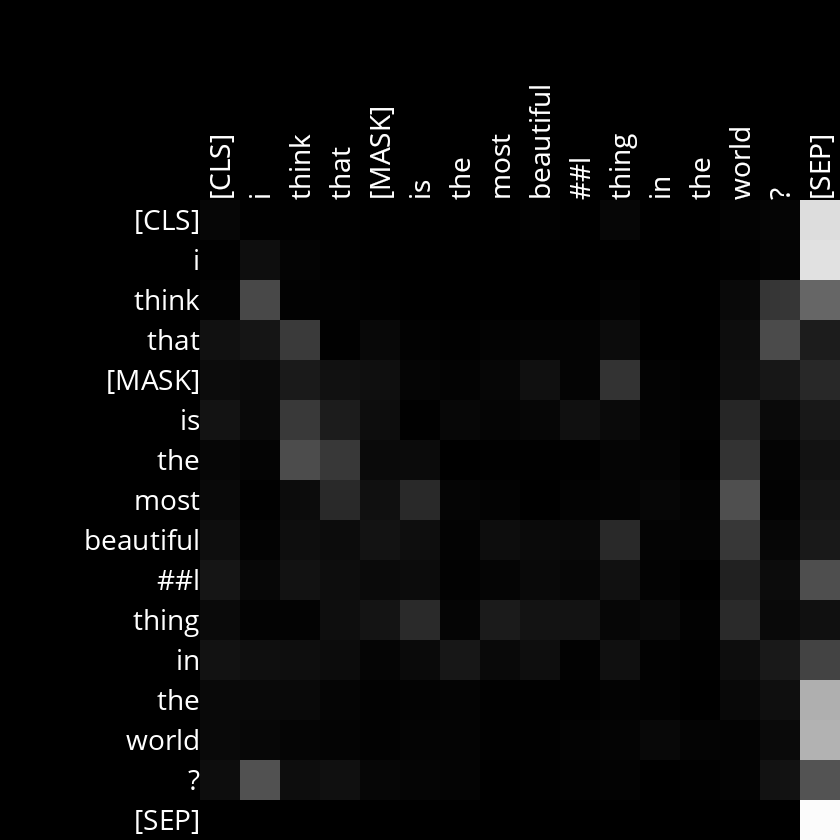 [CLS] i think that [MASK] is the most beautiful ##l thing in the world ? [SEP]
[CLS]
i
think
that
[MASK]
is
the
most
beautiful
##l
thing
in
the
world
?
[SEP]